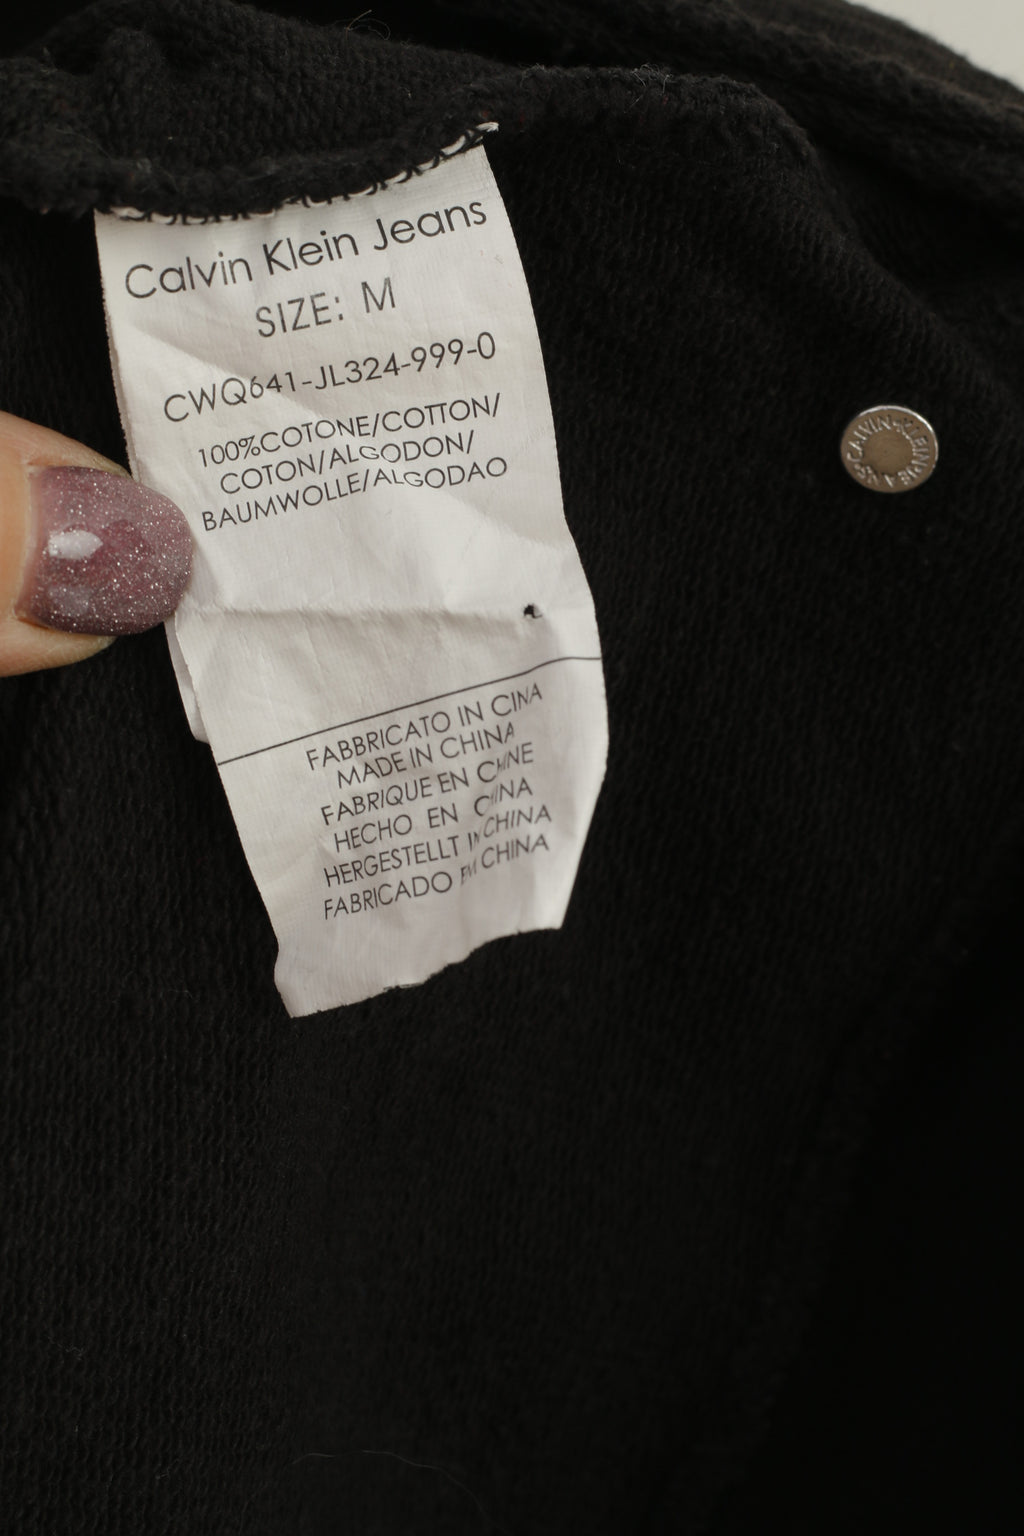 Calvin Klein Jeans
SIZE: M
CWQ641-JL324-999-0
100%COTONE/COTTON/
COTON/ALGODON/
BAUMWOLLE/ALGODAO
FABBRICATO IN CINA
MADE IN CHINA
FABRIQUE EN CHINE
HECHO EN CHINA
HERGESTELLT IN CHINA
FABRICADO EM CHINA
CALVIN KLEIN JEANS